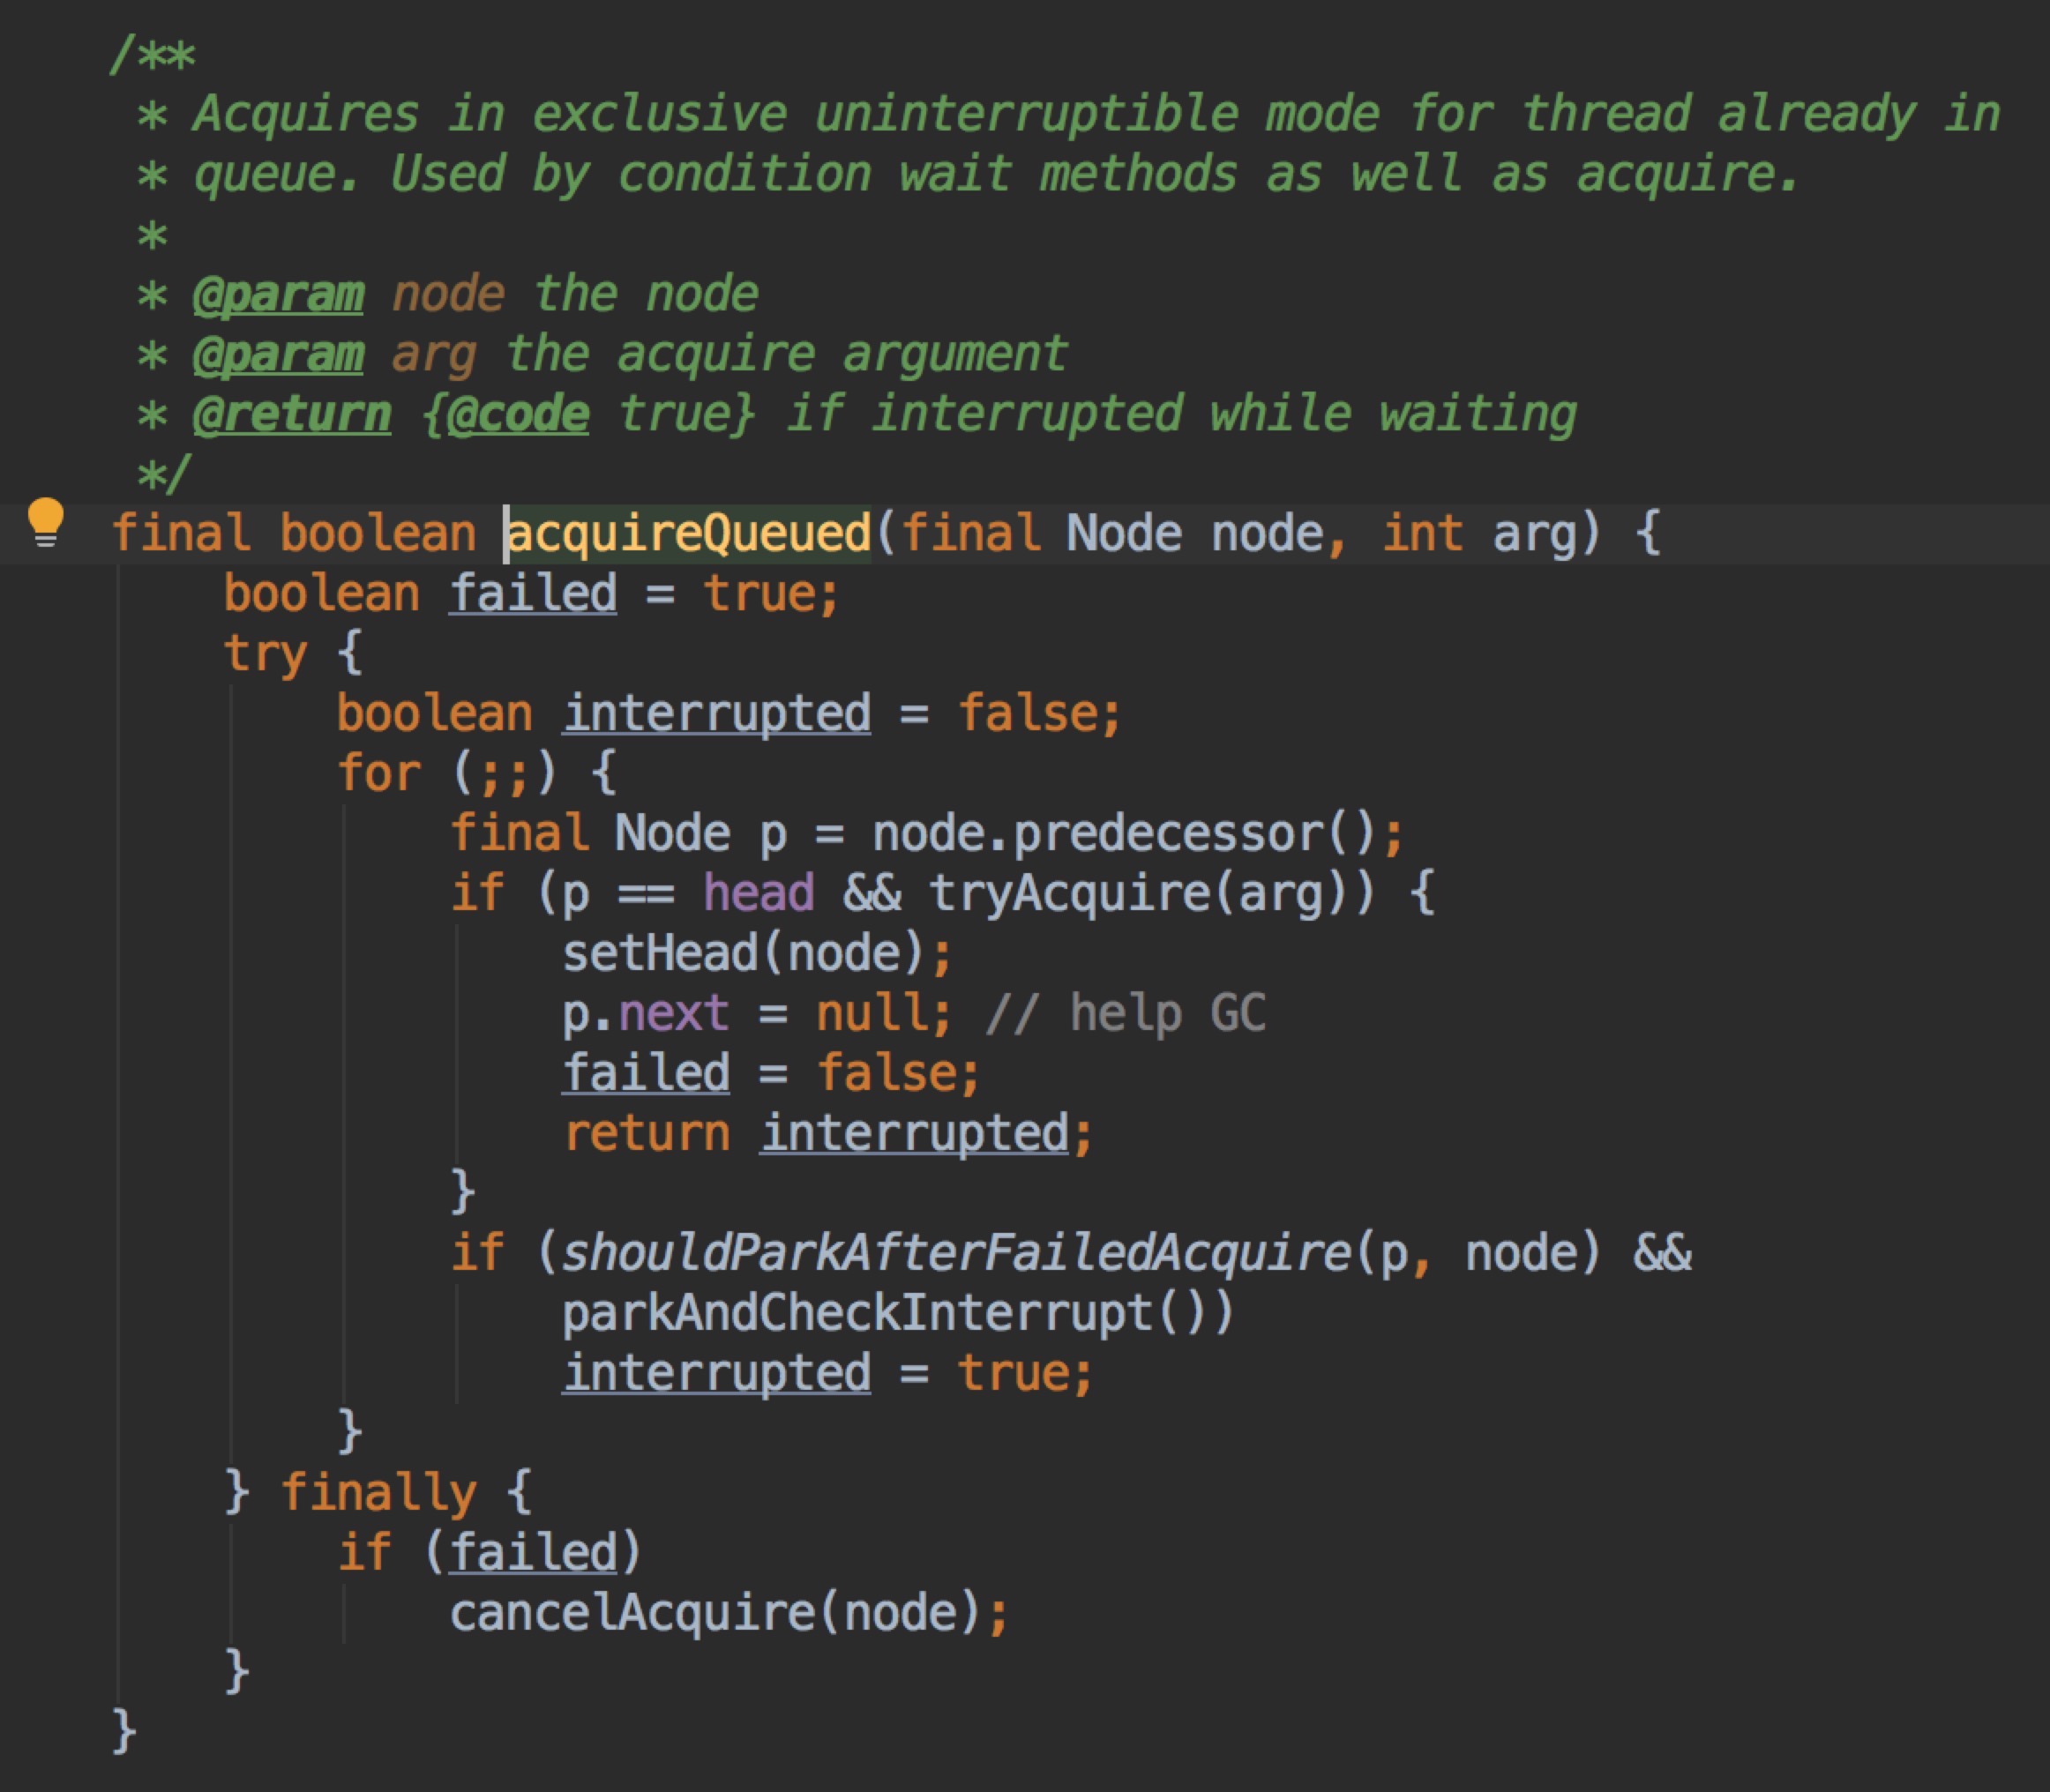 /**
 * Acquires in exclusive uninterruptible mode for thread already in
 * queue. Used by condition wait methods as well as acquire.
 *
 * @param node the node
 * @param arg the acquire argument
 * @return {@code true} if interrupted while waiting
 */
final boolean acquireQueued(final Node node, int arg) {
    boolean failed = true;
    try {
        boolean interrupted = false;
        for (;;) {
            final Node p = node.predecessor();
            if (p == head && tryAcquire(arg)) {
                setHead(node);
                p.next = null; // help GC
                failed = false;
                return interrupted;
            }
            if (shouldParkAfterFailedAcquire(p, node) &&
                parkAndCheckInterrupt())
                interrupted = true;
        }
    } finally {
        if (failed)
            cancelAcquire(node);
    }
}